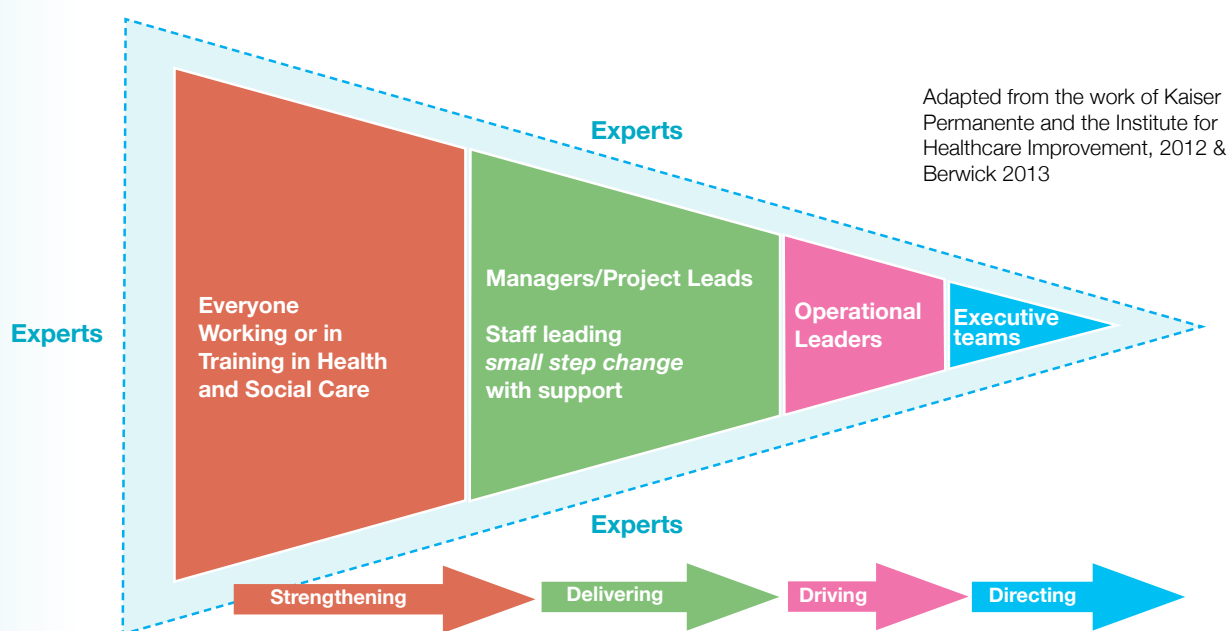 Adapted from the work of Kaiser
Permanente and the Institute for
Healthcare Improvement, 2012 &
Berwick 2013
Experts
Experts
Everyone
Working or in
Training in Health
and Social Care
Managers/Project Leads
Staff leading
small step change
with support
Operational
Leaders
Executive
teams
Experts
Strengthening
Delivering
Driving
Directing